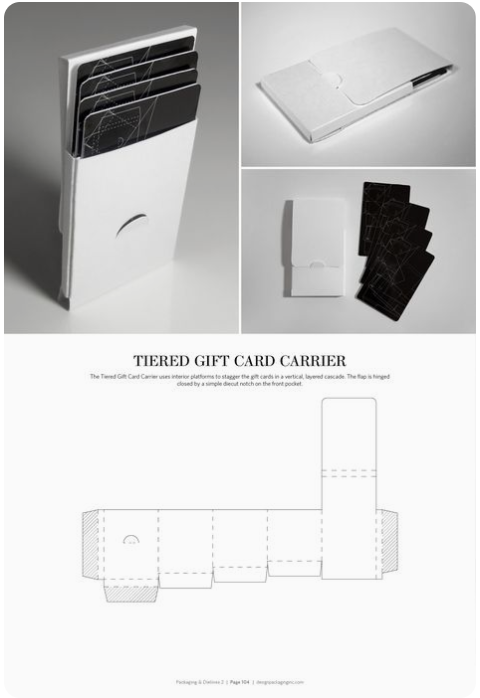 TIERED GIFT CARD CARRIER
The Tiered Gift Card Carrier uses interior platforms to stagger the gift cards in a vertical, layered cascade. The flap is hinged
closed by a simple diecut notch on the front pocket.
Packaging & Dielines 2 | Page 104 | designpackaginginc.com